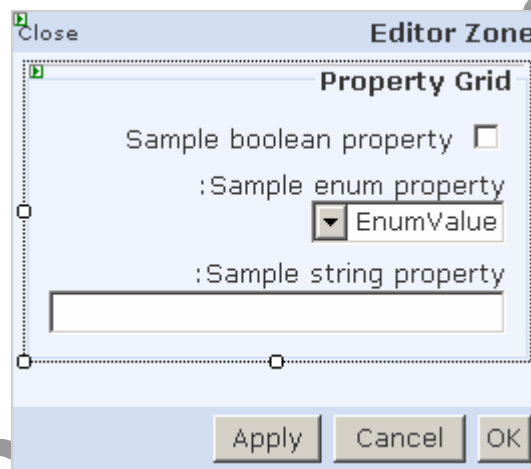 Close Editor Zone
Property Grid
Sample boolean property
:Sample enum property
EnumValue
:Sample string property
Apply Cancel OK